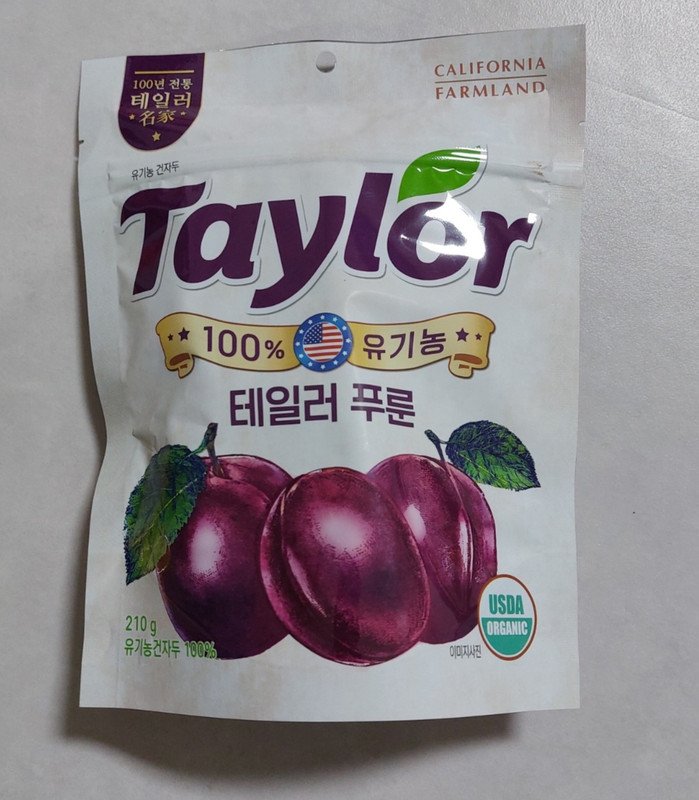 100년 전통
테일러
名家
CALIFORNIA
FARMLAND
유기농 건자두
Taylor
100% 유기농
테일러 푸룬
210 g
유기농건자두 100%
USDA
ORGANIC
이미지사진